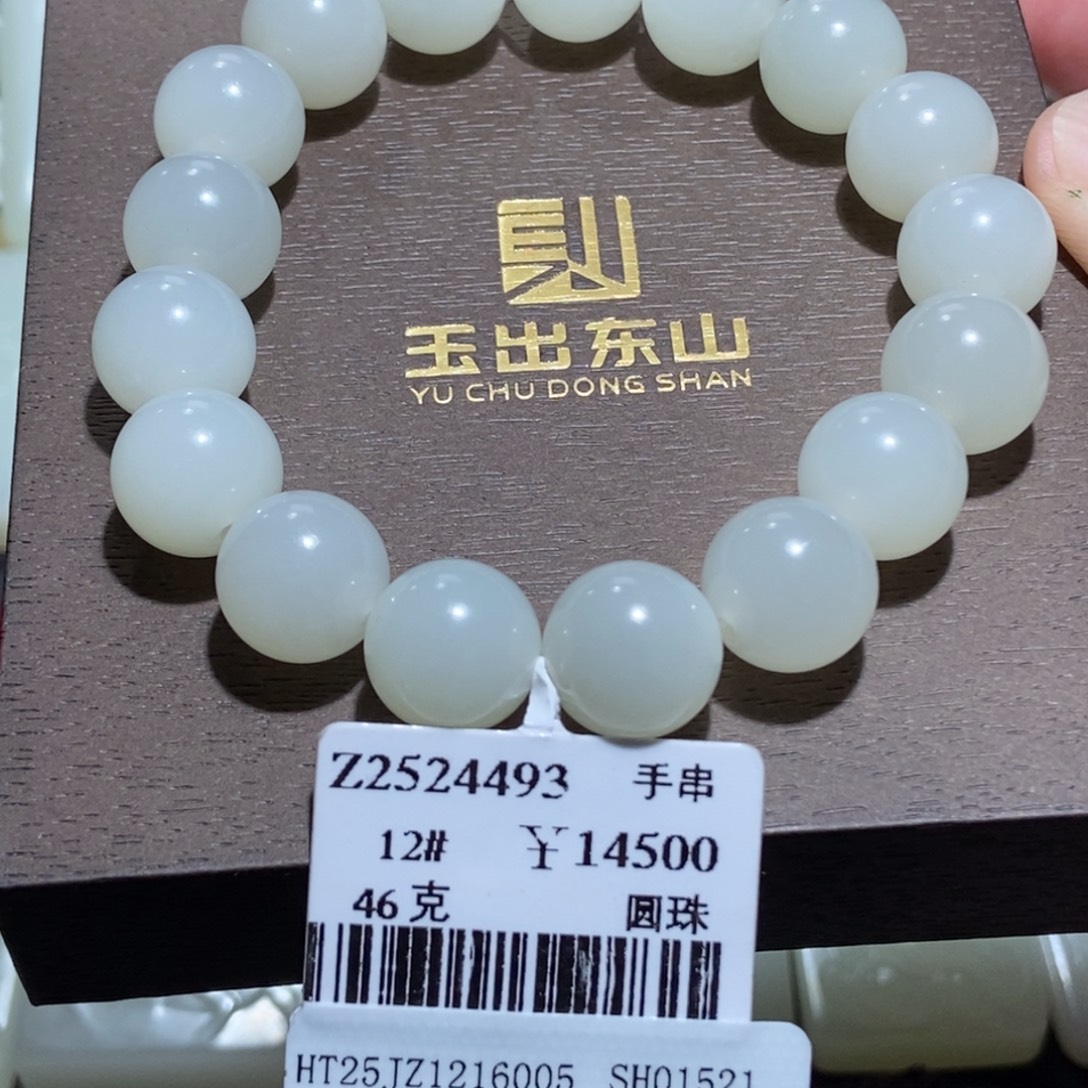 玉出东山
YU CHU DONG SHAN
Z2524493 手串
12# ¥14500
46克 圆珠
HT25JZ1216005 SH01521